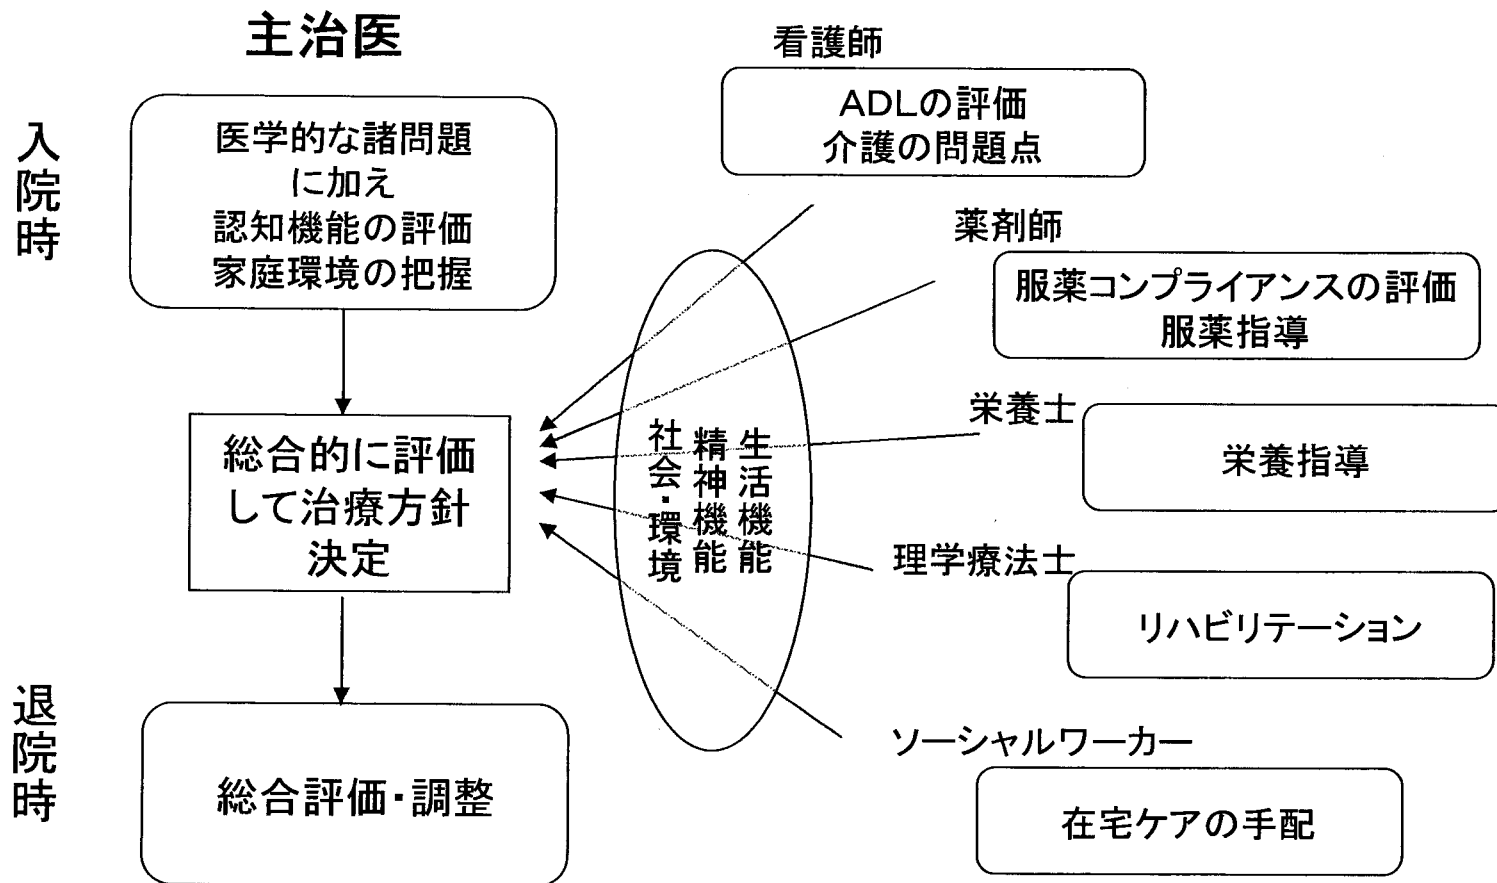 主治医
入院時
医学的な諸問題
に加え
認知機能の評価
家庭環境の把握
総合的に評価
して治療方針
決定
退院時
総合評価・調整
生活機能
精神機能
社会・環境
看護師
ADLの評価
介護の問題点
薬剤師
服薬コンプライアンスの評価
服薬指導
栄養士
栄養指導
理学療法士
リハビリテーション
ソーシャルワーカー
在宅ケアの手配